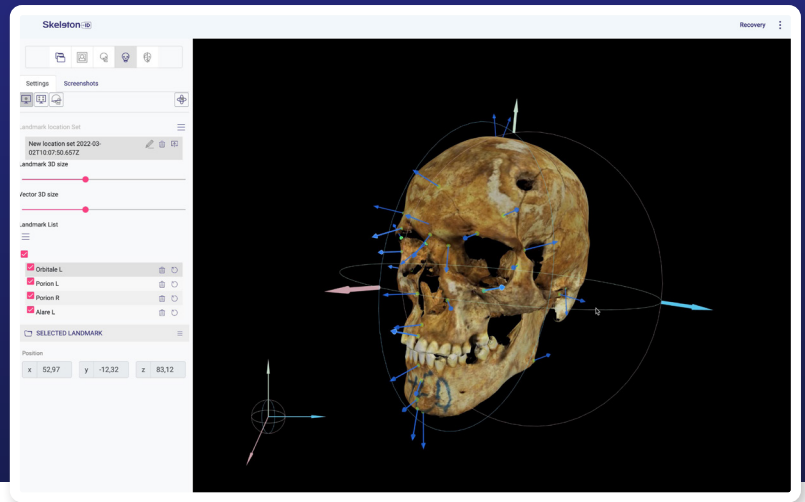 Skeleton-ID
Recovery
Settings
Screenshots
Landmark location Set
New location set 2022-03-
02T10:07:50.657Z
Landmark 3D size
Vector 3D size
Landmark List
Orbitale L
Porion L
Porion R
Alare L
SELECTED LANDMARK
Position
x 52,97 y -12,32 z 83,12